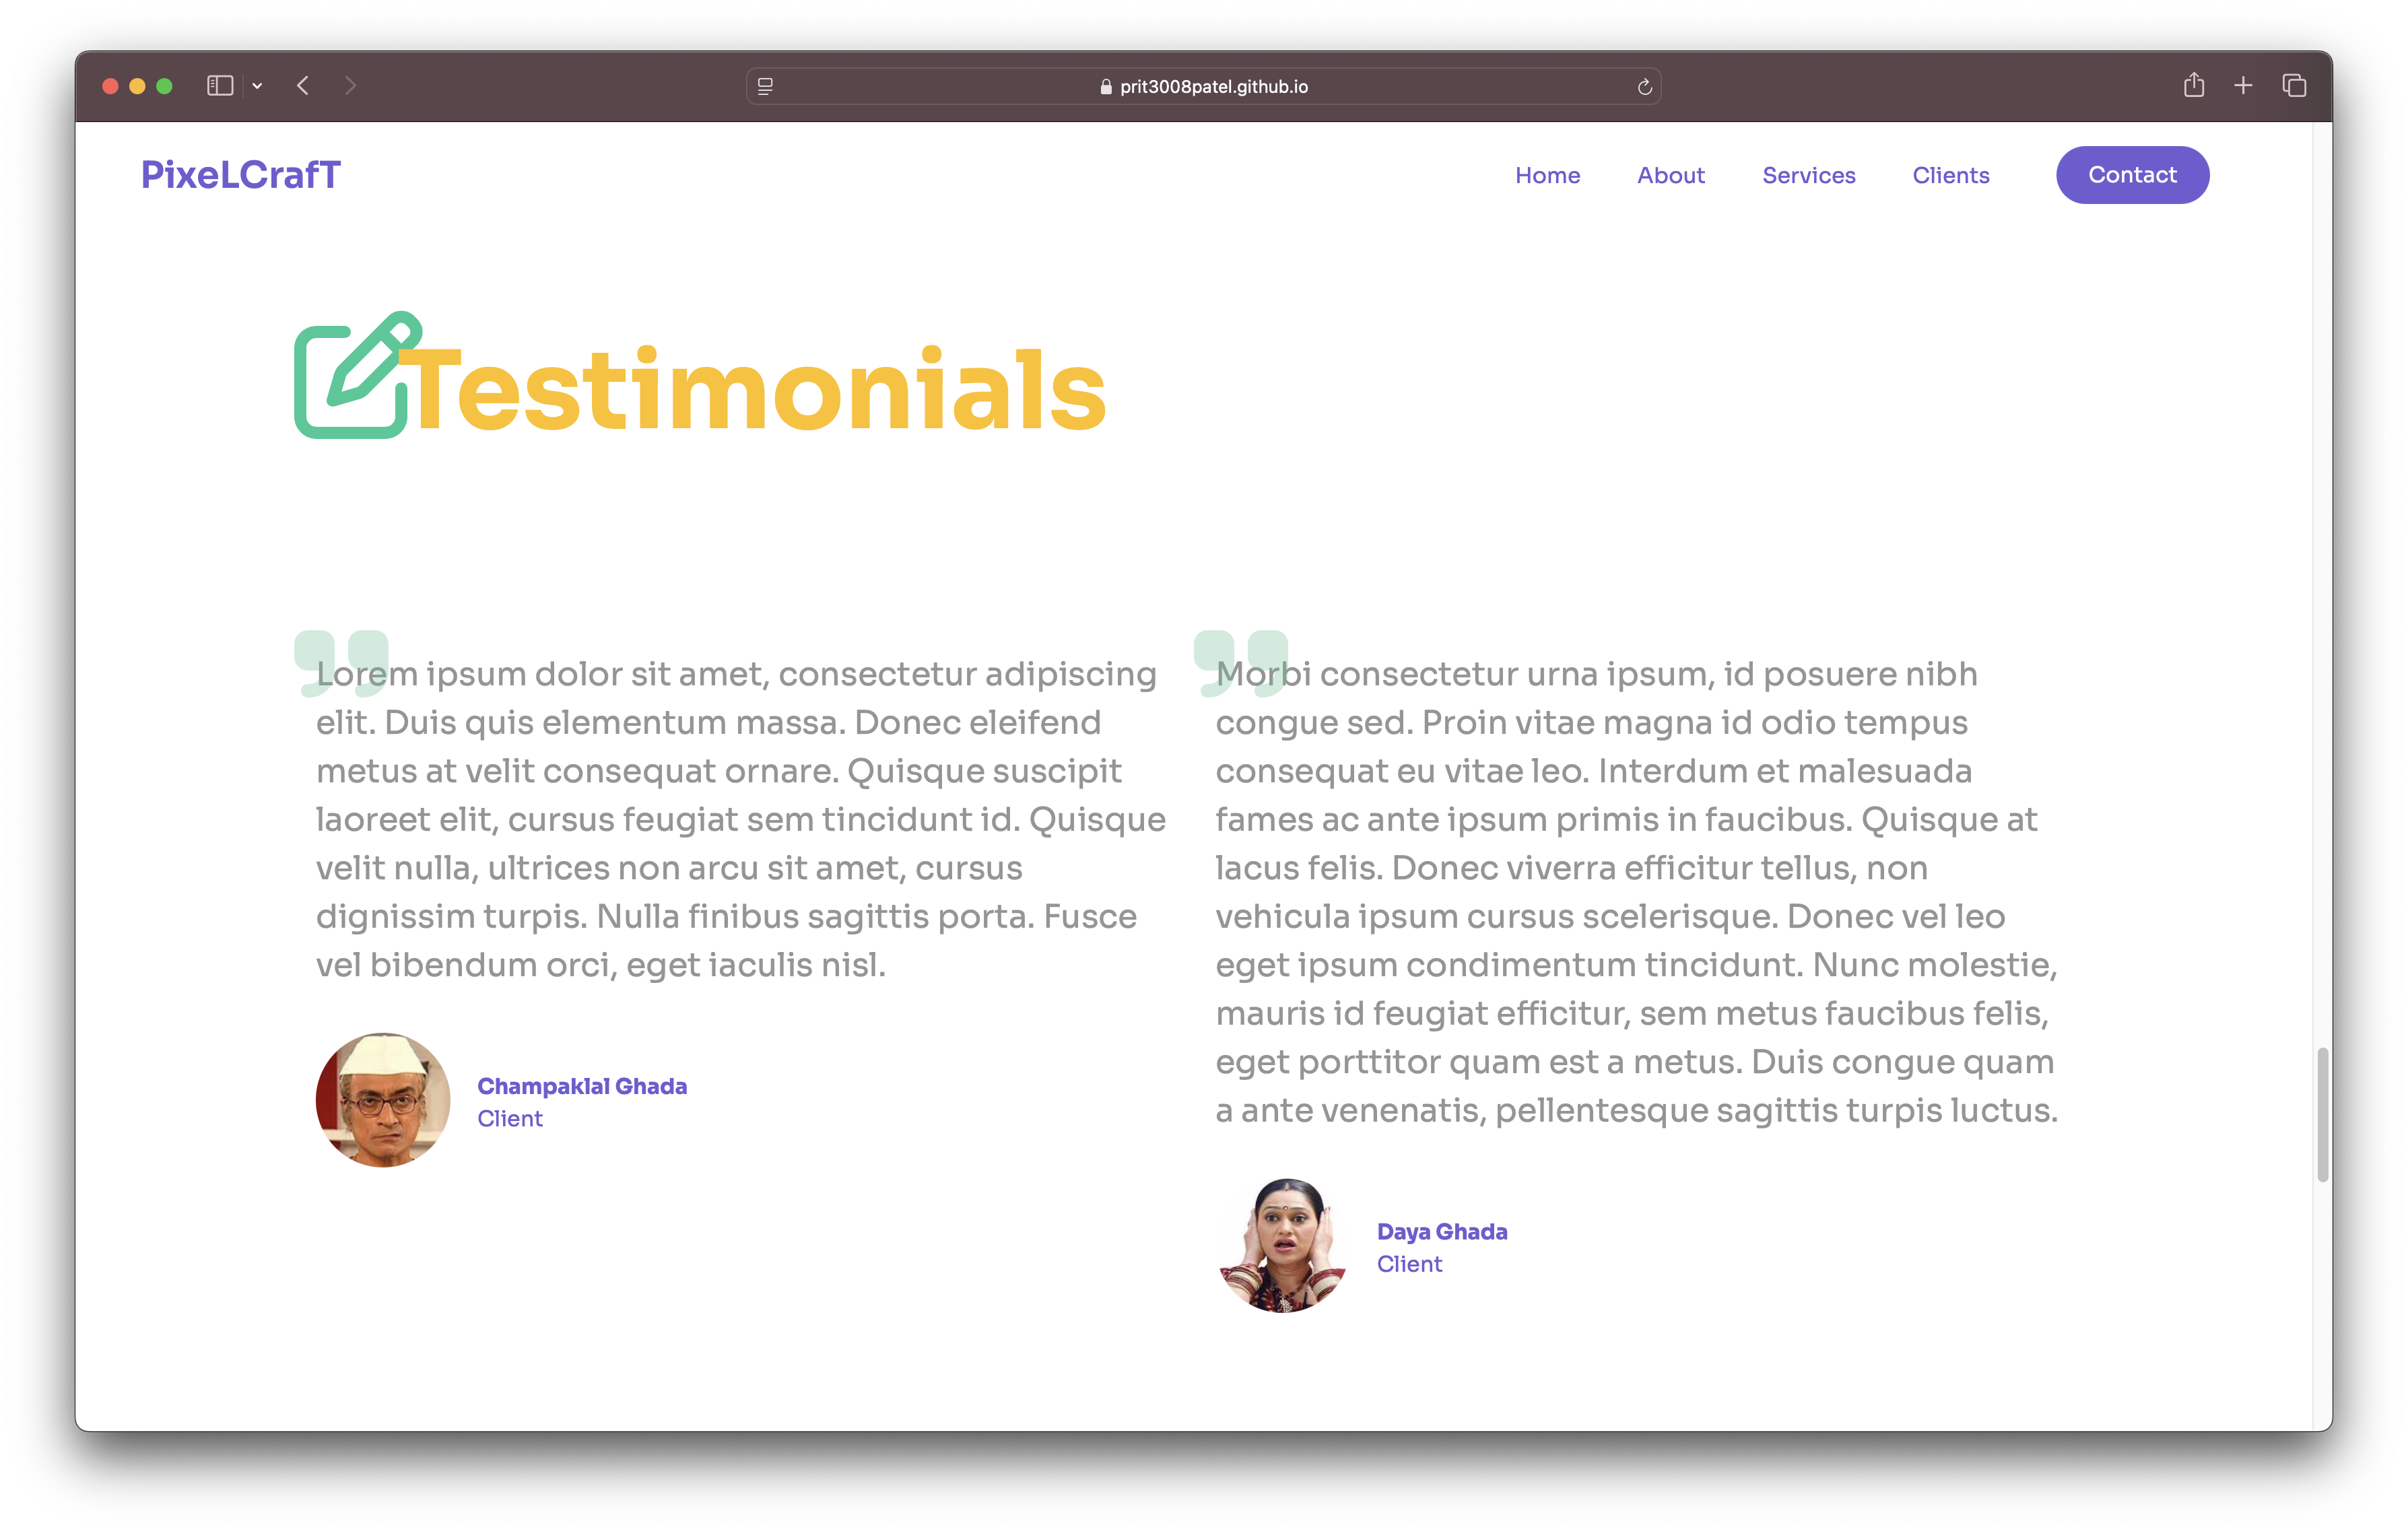 prit3008patel.github.io
PixeLCrafT
Home
About
Services
Clients
Contact
Testimonials
Lorem ipsum dolor sit amet, consectetur adipiscing
elit. Duis quis elementum massa. Donec eleifend
metus at velit consequat ornare. Quisque suscipit
laoreet elit, cursus feugiat sem tincidunt id. Quisque
velit nulla, ultrices non arcu sit amet, cursus
dignissim turpis. Nulla finibus sagittis porta. Fusce
vel bibendum orci, eget iaculis nisl.
Champaklal Ghada
Client
Morbi consectetur urna ipsum, id posuere nibh
congue sed. Proin vitae magna id odio tempus
consequat eu vitae leo. Interdum et malesuada
fames ac ante ipsum primis in faucibus. Quisque at
lacus felis. Donec viverra efficitur tellus, non
vehicula ipsum cursus scelerisque. Donec vel leo
eget ipsum condimentum tincidunt. Nunc molestie,
mauris id feugiat efficitur, sem metus faucibus felis,
eget porttitor quam est a metus. Duis congue quam
a ante venenatis, pellentesque sagittis turpis luctus.
Daya Ghada
Client